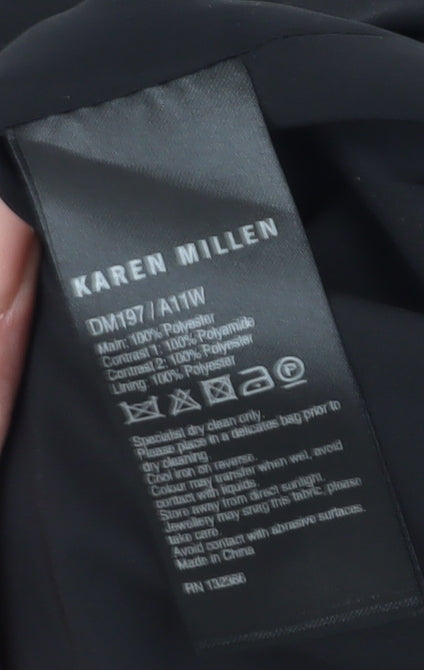 KAREN MILLEN
DM197 / A11W
Main: 100% Polyester
Contrast 1: 100% Polyamide
Contrast 2: 100% Polyester
Lining: 100% Polyester
P
Specialist dry clean only.
Please place in a delicates bag prior to
dry cleaning.
Cool iron on reverse.
Colour may transfer when wet, avoid
contact with liquids.
Store away from direct sunlight.
Jewellery may snag this fabric, please
take care.
Avoid contact with abrasive surfaces.
Made in China
RN 132366